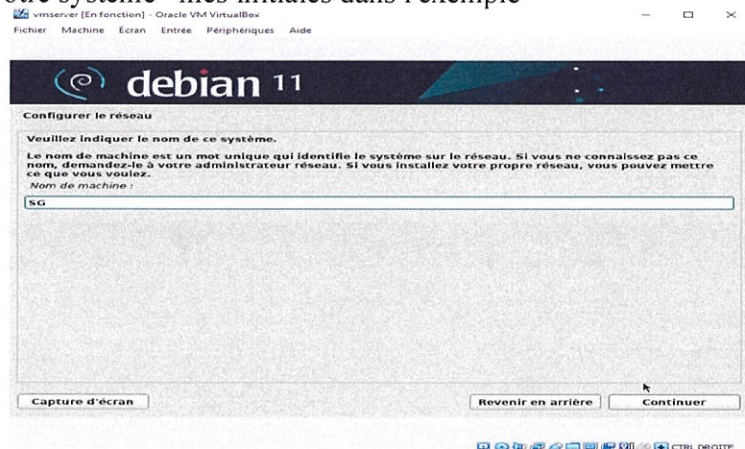 otre système - mes initiales dans l'exemple
vmserver [En fonction] - Oracle VM VirtualBox
Fichier Machine Écran Entrée Périphériques Aide
debian 11
Configurer le réseau
Veuillez indiquer le nom de ce système.
Le nom de machine est un mot unique qui identifie le système sur le réseau. Si vous ne connaissez pas ce
nom, demandez-le à votre administrateur réseau. Si vous installez votre propre réseau, vous pouvez mettre
ce que vous voulez.
Nom de machine :
SG
Capture d'écran
Revenir en arrière
Continuer
CTRL DROITE